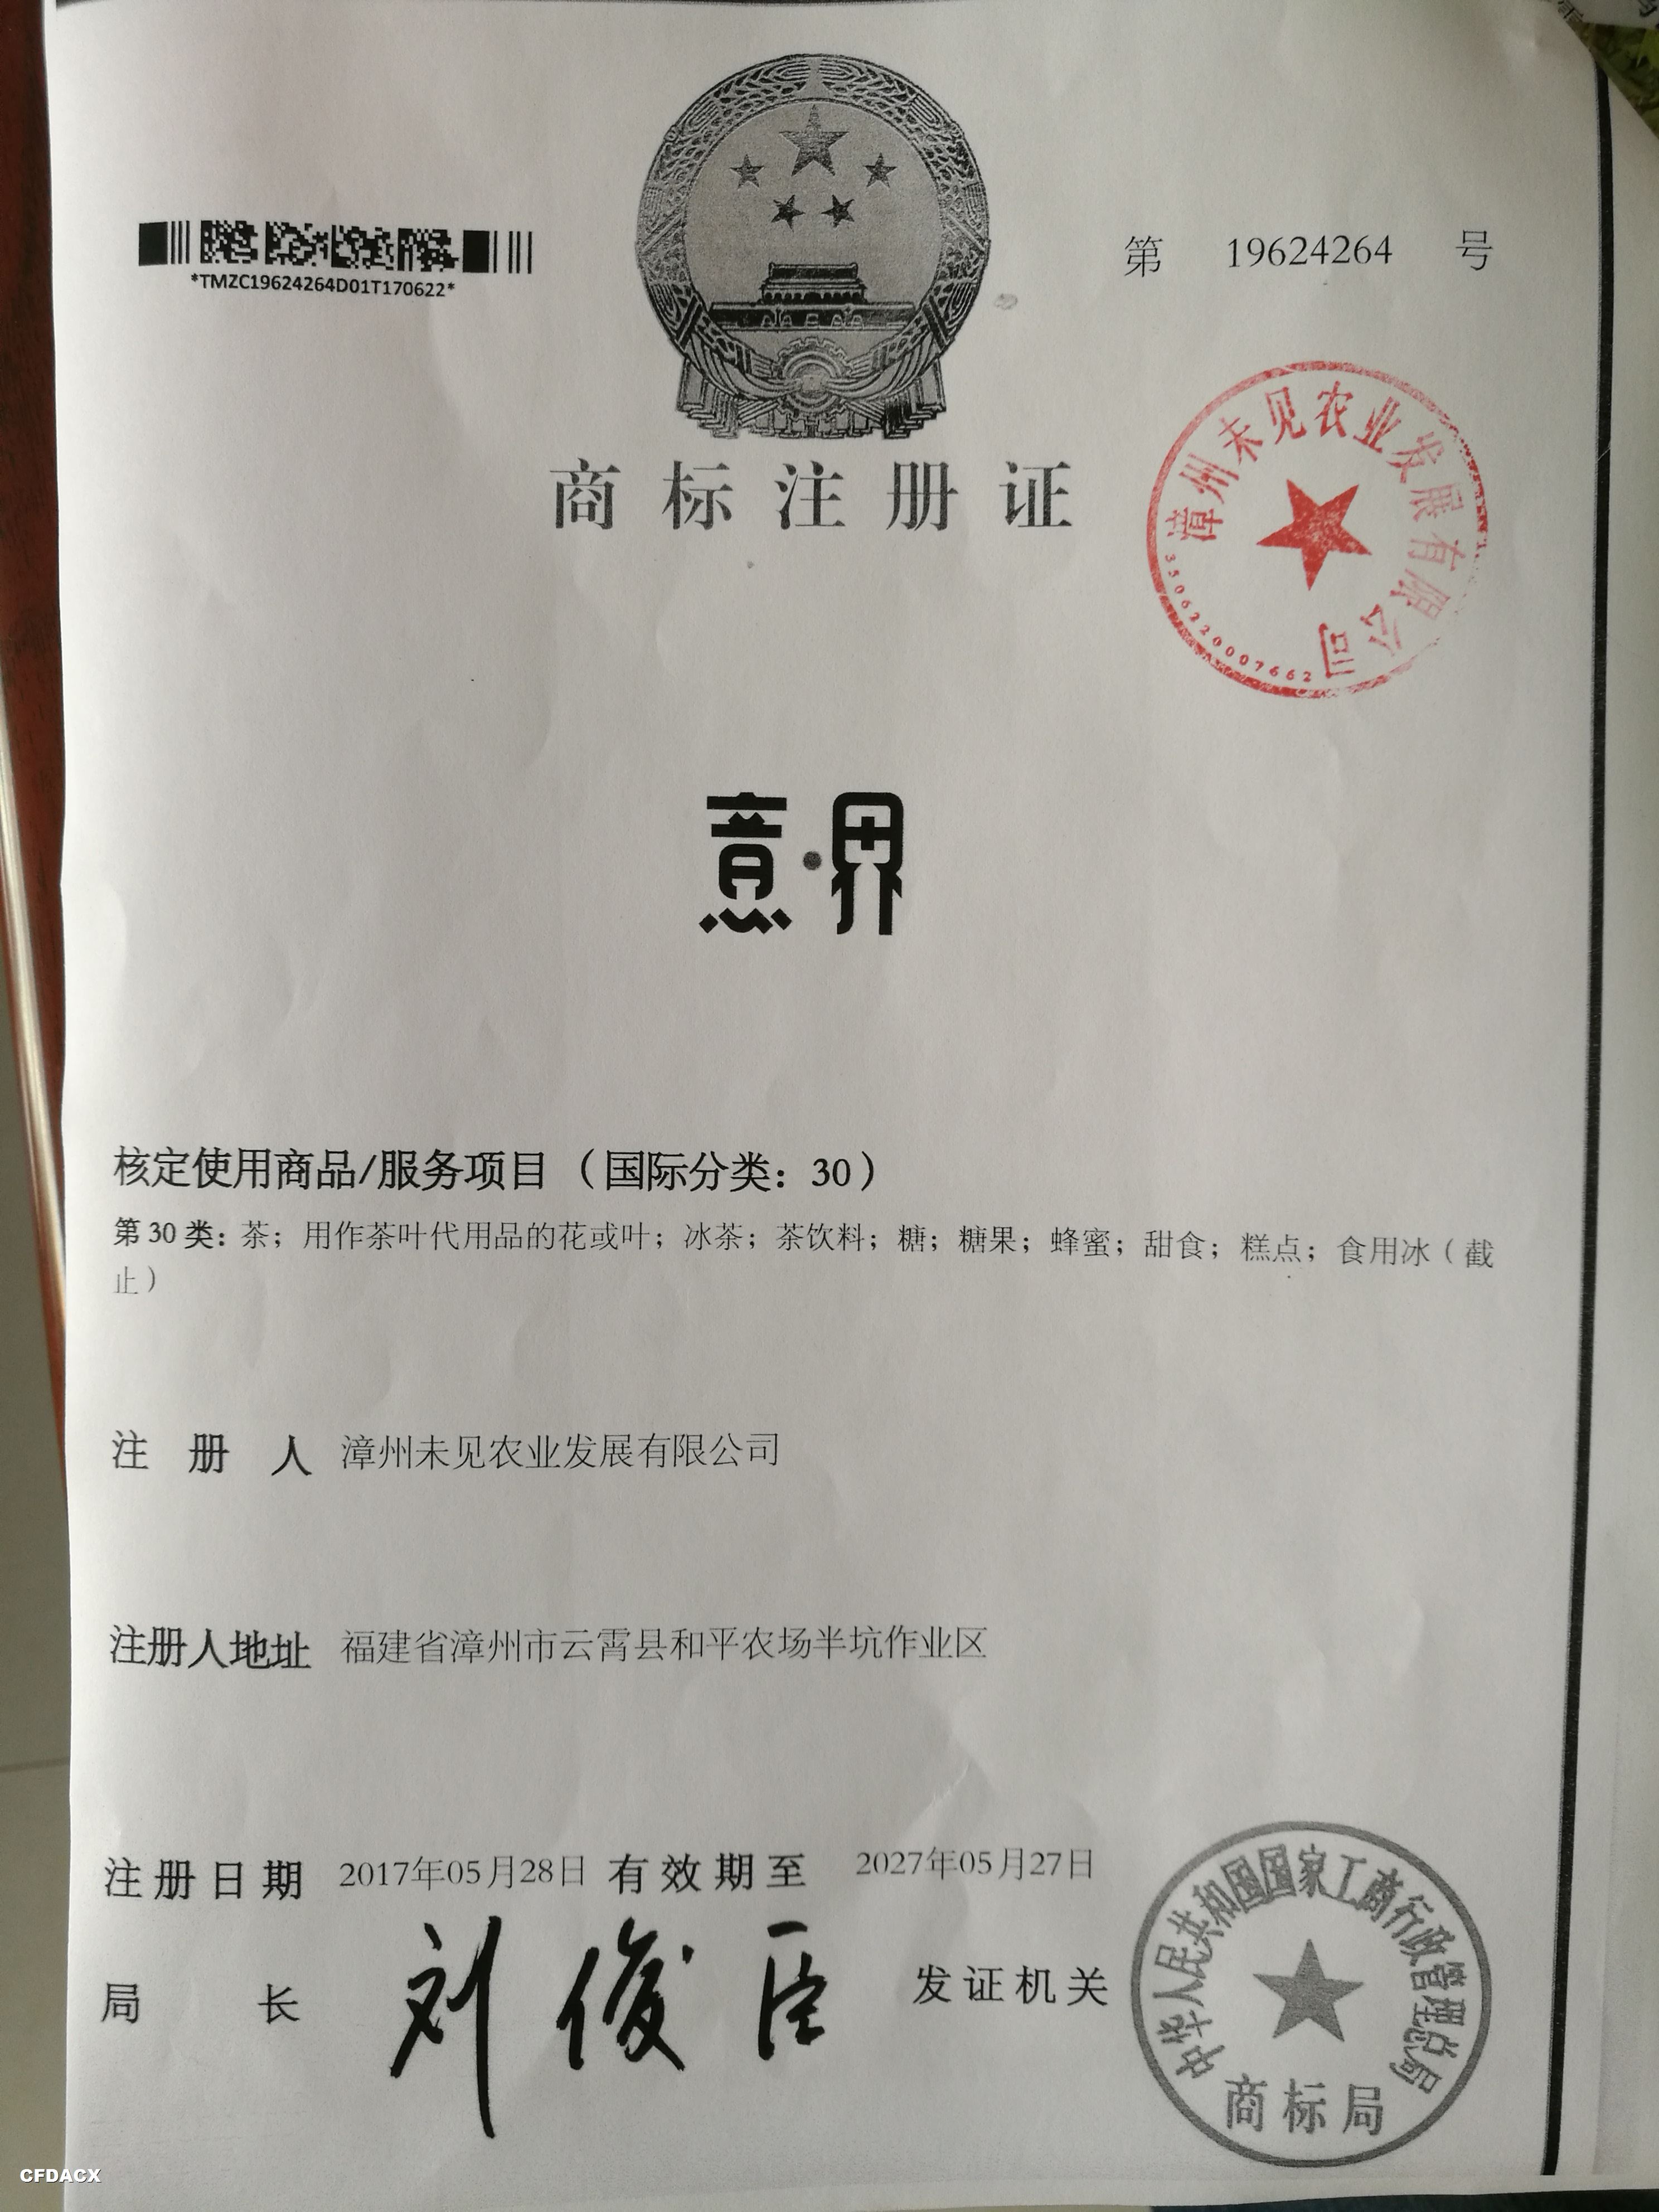 *TMZC19624264D01T170622*
第 19624264 号
商标注册证
漳州未见农业发展有限公司
3506220007662
意·界
核定使用商品/服务项目（国际分类：30）
第30类：茶；用作茶叶代用品的花或叶；冰茶；茶饮料；糖；糖果；蜂蜜；甜食；糕点；食用冰（截
止）
注册人 漳州未见农业发展有限公司
注册人地址 福建省漳州市云霄县和平农场半坑作业区
注册日期 2017年05月28日 有效期至 2027年05月27日
局长 刘俊臣 发证机关
中华人民共和国国家工商行政管理总局
商标局
CFDACX